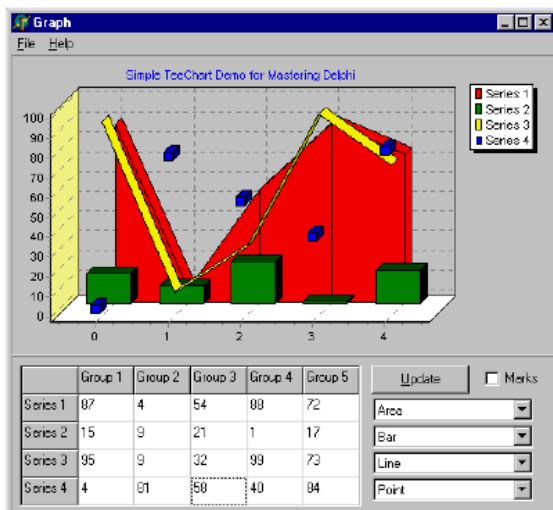 Graph
File Help
Simple TeeChart Demo for Mastering Delphi
Series 1
Series 2
Series 3
Series 4
100
90
80
70
60
50
40
30
20
10
0
0 1 2 3 4
Group 1 Group 2 Group 3 Group 4 Group 5
Series 1 87 4 54 88 72
Series 2 15 9 21 1 17
Series 3 95 9 32 99 73
Series 4 4 81 58 40 84
Update Marks
Area
Bar
Line
Point